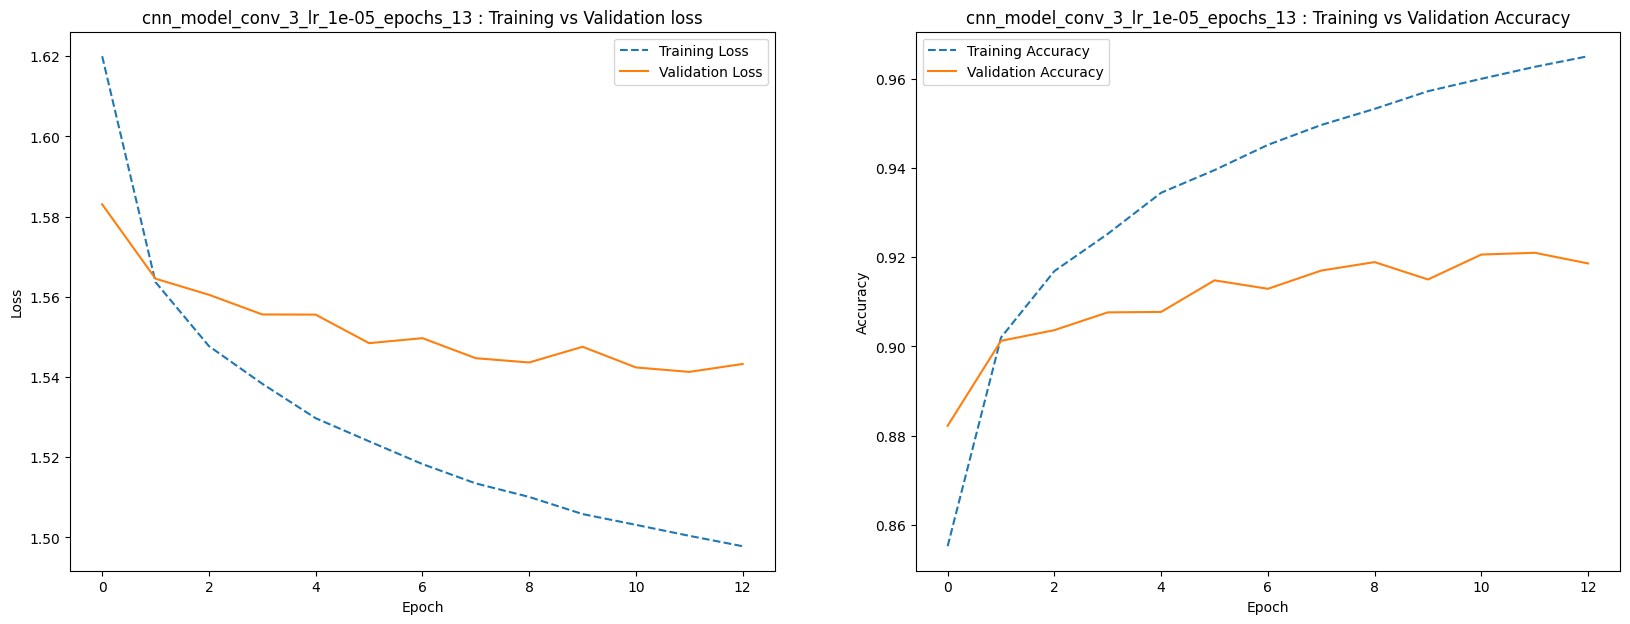 cnn_model_conv_3_lr_1e-05_epochs_13 : Training vs Validation loss
Training Loss
Validation Loss
1.62
1.60
1.58
1.56
1.54
1.52
1.50
Loss
0 2 4 6 8 10 12
Epoch
cnn_model_conv_3_lr_1e-05_epochs_13 : Training vs Validation Accuracy
Training Accuracy
Validation Accuracy
0.96
0.94
0.92
0.90
0.88
0.86
Accuracy
0 2 4 6 8 10 12
Epoch